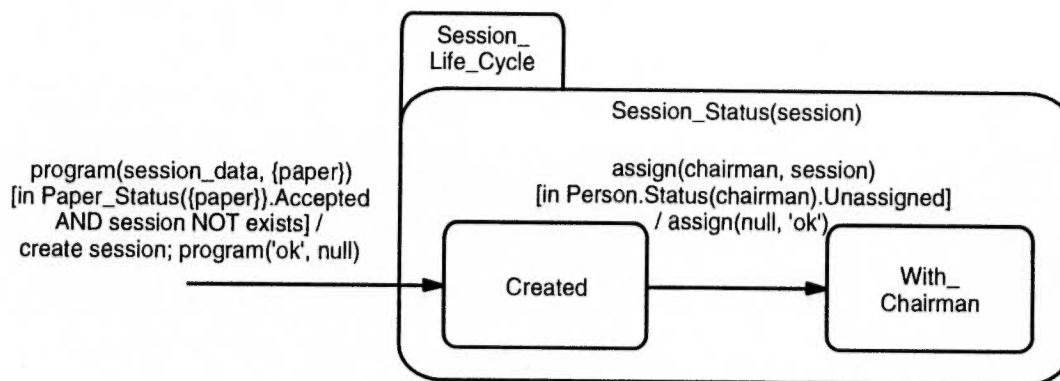 Session_
Life_Cycle
Session_Status(session)
program(session_data, {paper})
[in Paper_Status({paper}).Accepted
AND session NOT exists] /
create session; program('ok', null)
assign(chairman, session)
[in Person.Status(chairman).Unassigned]
/ assign(null, 'ok')
Created
With_
Chairman